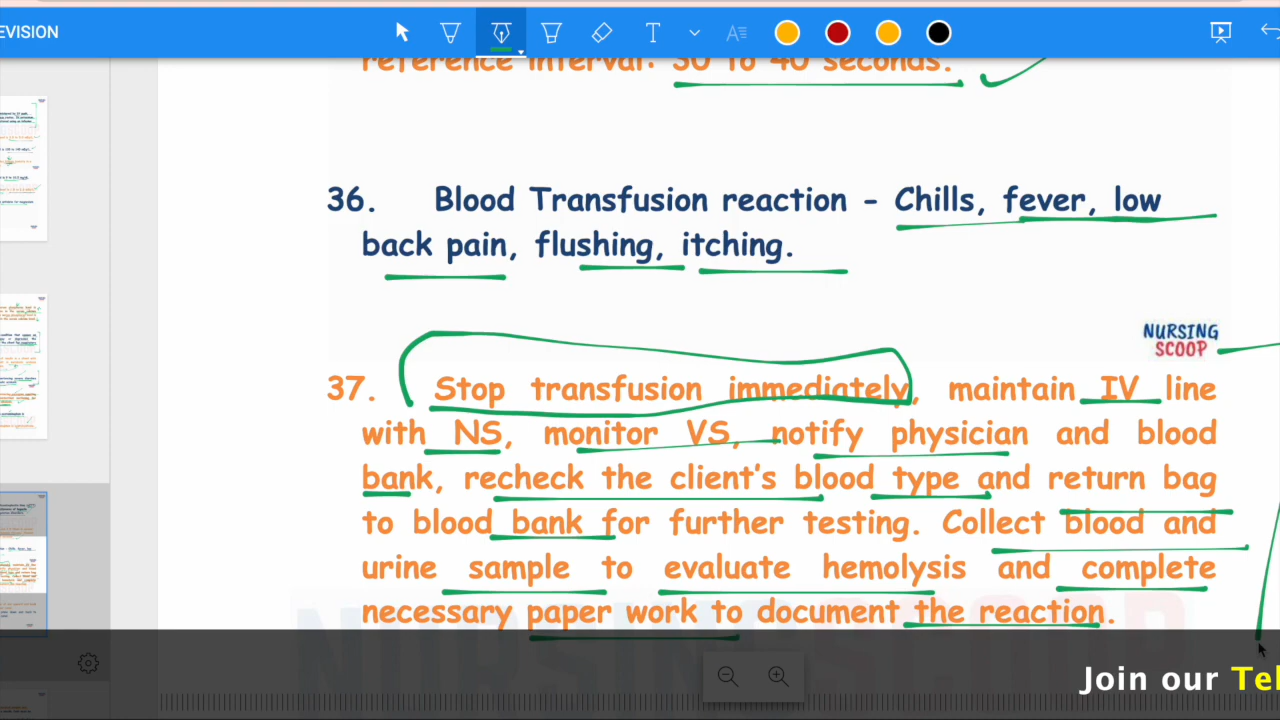 EVISION
reference interval: 30 to 40 seconds.
36. Blood Transfusion reaction - Chills, fever, low
back pain, flushing, itching.
NURSING
SCOOP
37. Stop transfusion immediately, maintain IV line
with NS, monitor VS, notify physician and blood
bank, recheck the client's blood type and return bag
to blood bank for further testing. Collect blood and
urine sample to evaluate hemolysis and complete
necessary paper work to document the reaction.
NURSING SCOOP
Join our Tel